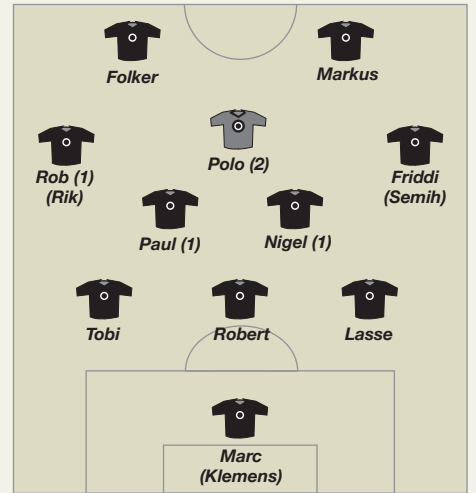 Folker
Markus
Polo (2)
Rob (1)
(Rik)
Friddi
(Semih)
Paul (1)
Nigel (1)
Tobi
Robert
Lasse
Marc
(Klemens)